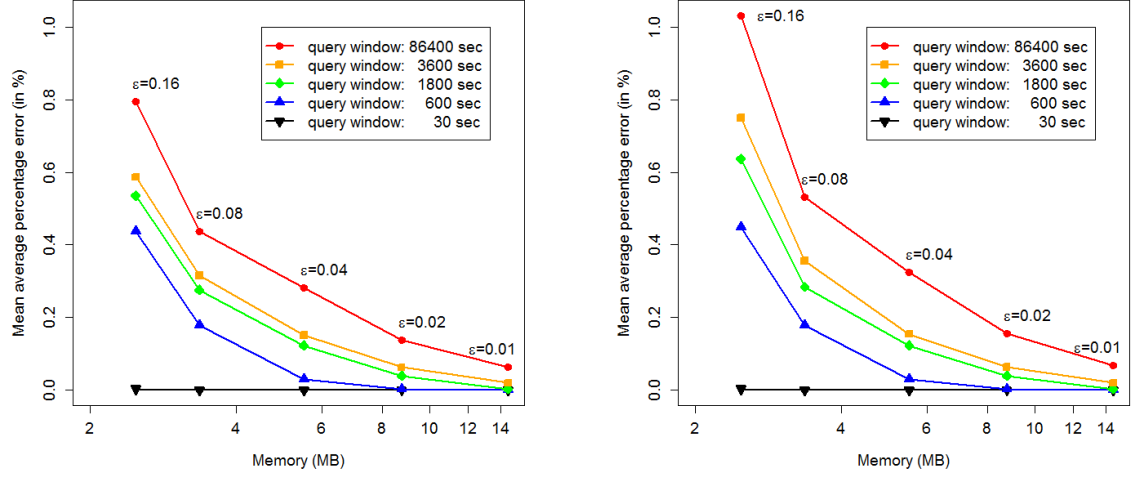 Mean average percentage error (in %)
1.0
0.8
0.6
0.4
0.2
0.0
query window: 86400 sec
query window: 3600 sec
query window: 1800 sec
query window: 600 sec
query window: 30 sec
ε=0.16
ε=0.08
ε=0.04
ε=0.02
ε=0.01
2 4 6 8 10 12 14
Memory (MB)
Mean average percentage error (in %)
1.0
0.8
0.6
0.4
0.2
0.0
ε=0.16
query window: 86400 sec
query window: 3600 sec
query window: 1800 sec
query window: 600 sec
query window: 30 sec
ε=0.08
ε=0.04
ε=0.02
ε=0.01
2 4 6 8 10 12 14
Memory (MB)